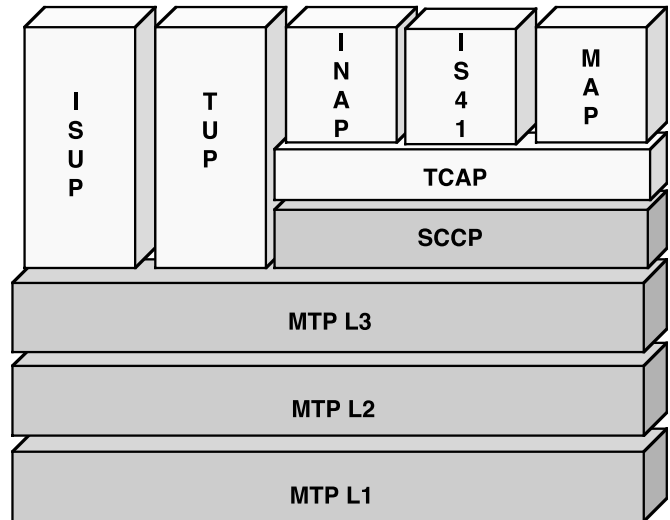 ISUP
TUP
INAP
IS41
MAP
TCAP
SCCP
MTP L3
MTP L2
MTP L1